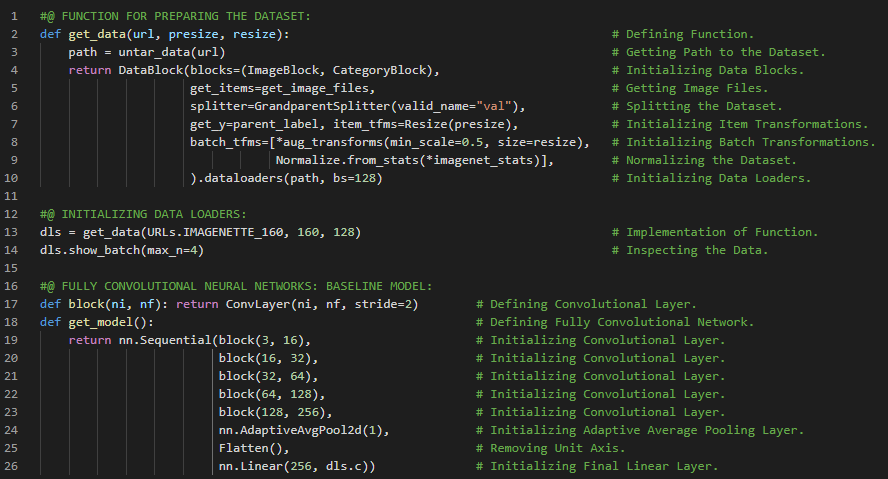 1 #@ FUNCTION FOR PREPARING THE DATASET:
2 def get_data(url, presize, resize): # Defining Function.
3 path = untar_data(url) # Getting Path to the Dataset.
4 return DataBlock(blocks=(ImageBlock, CategoryBlock), # Initializing Data Blocks.
5 get_items=get_image_files, # Getting Image Files.
6 splitter=GrandparentSplitter(valid_name="val"), # Splitting the Dataset.
7 get_y=parent_label, item_tfms=Resize(presize), # Initializing Item Transformations.
8 batch_tfms=[*aug_transforms(min_scale=0.5, size=resize), # Initializing Batch Transformations.
9 Normalize.from_stats(*imagenet_stats)], # Normalizing the Dataset.
10 ).dataloaders(path, bs=128) # Initializing Data Loaders.
11
12 #@ INITIALIZING DATA LOADERS:
13 dls = get_data(URLs.IMAGENETTE_160, 160, 128) # Implementation of Function.
14 dls.show_batch(max_n=4) # Inspecting the Data.
15
16 #@ FULLY CONVOLUTIONAL NEURAL NETWORKS: BASELINE MODEL:
17 def block(ni, nf): return ConvLayer(ni, nf, stride=2) # Defining Convolutional Layer.
18 def get_model(): # Defining Fully Convolutional Network.
19 return nn.Sequential(block(3, 16), # Initializing Convolutional Layer.
20 block(16, 32), # Initializing Convolutional Layer.
21 block(32, 64), # Initializing Convolutional Layer.
22 block(64, 128), # Initializing Convolutional Layer.
23 block(128, 256), # Initializing Convolutional Layer.
24 nn.AdaptiveAvgPool2d(1), # Initializing Adaptive Average Pooling Layer.
25 Flatten(), # Removing Unit Axis.
26 nn.Linear(256, dls.c)) # Initializing Final Linear Layer.